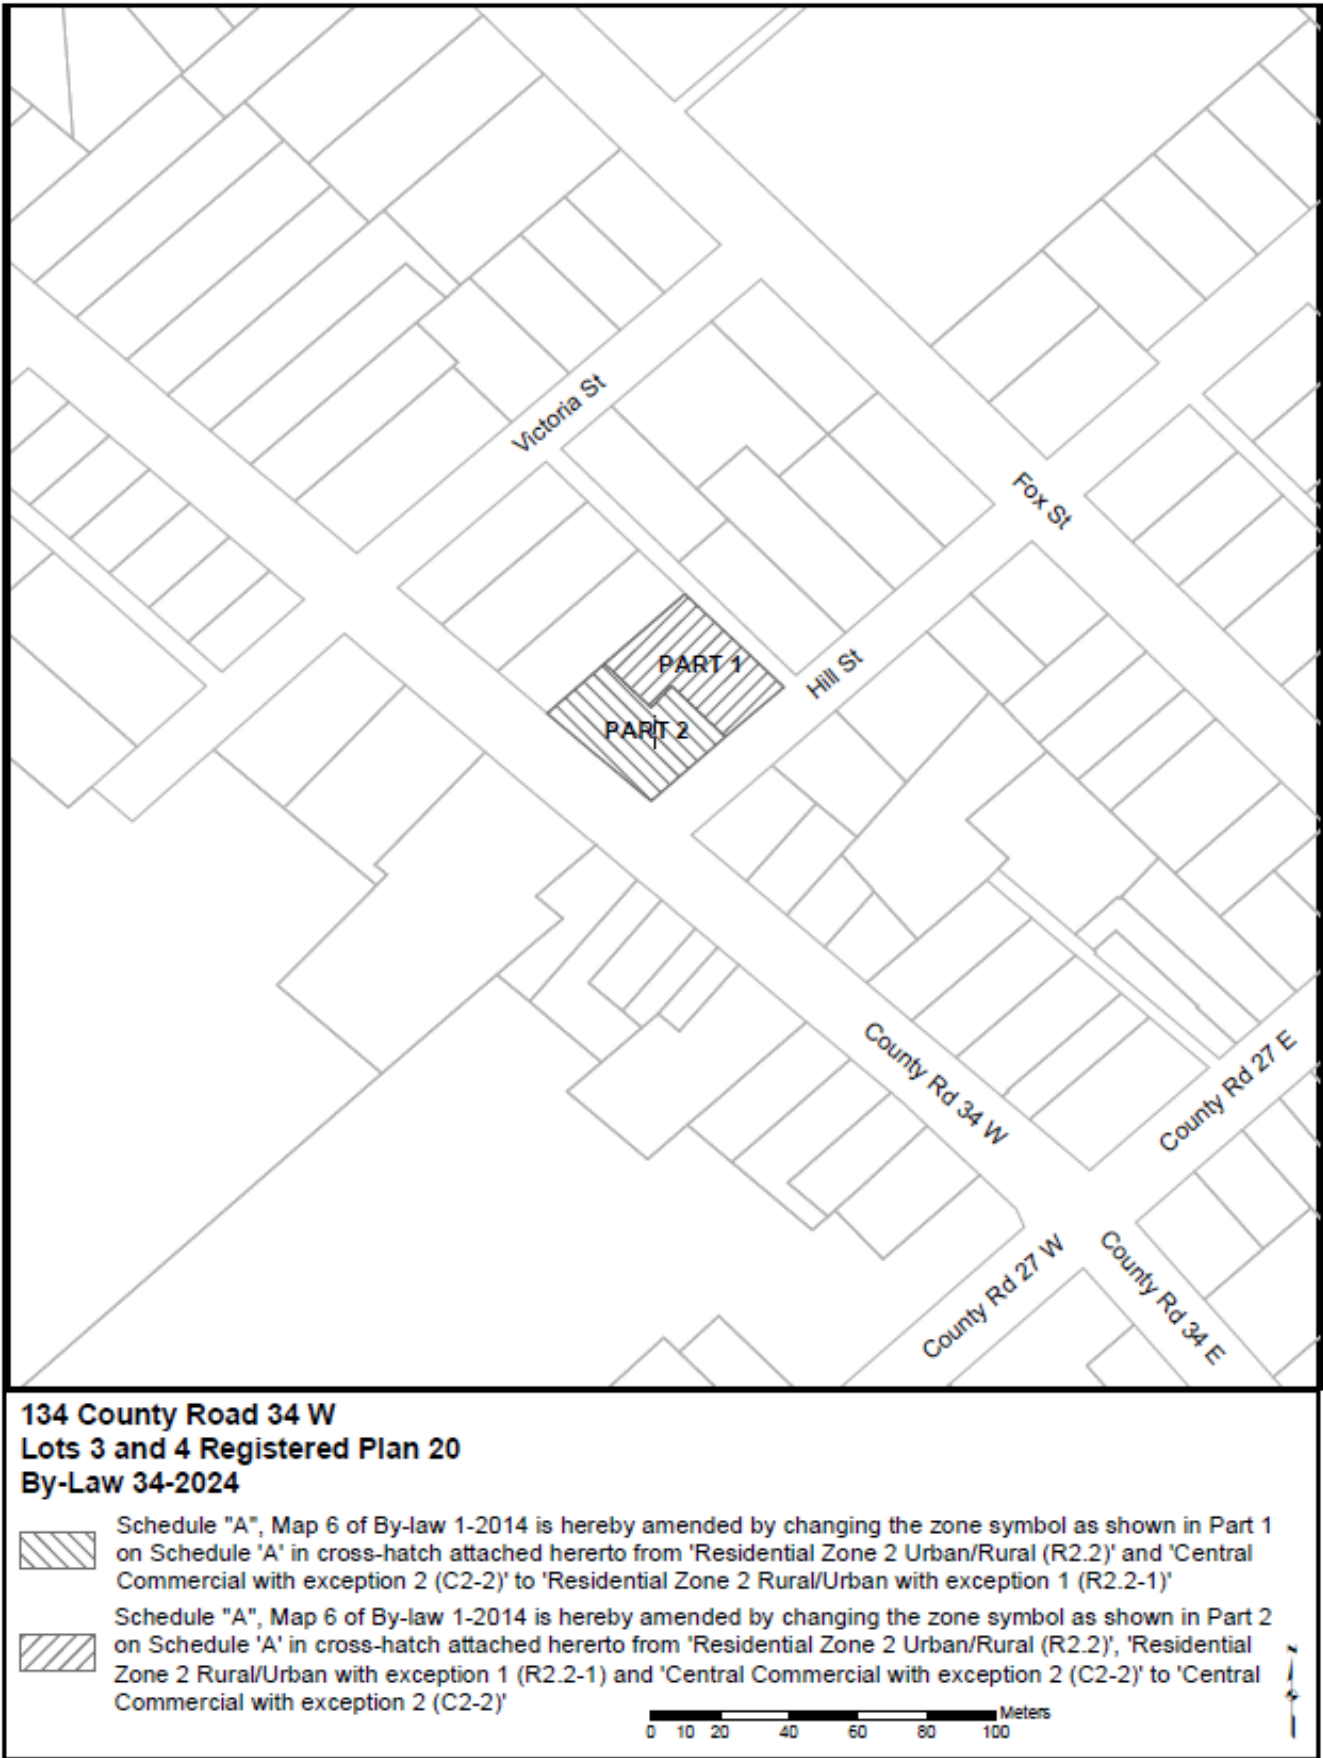 Victoria St
Fox St
PART 1
Hill St
PART 2
County Rd 34 W
County Rd 27 E
County Rd 27 W
County Rd 34 E
134 County Road 34 W
Lots 3 and 4 Registered Plan 20
By-Law 34-2024
Schedule "A", Map 6 of By-law 1-2014 is hereby amended by changing the zone symbol as shown in Part 1
on Schedule 'A' in cross-hatch attached hererto from 'Residential Zone 2 Urban/Rural (R2.2)' and 'Central
Commercial with exception 2 (C2-2)' to 'Residential Zone 2 Rural/Urban with exception 1 (R2.2-1)'
Schedule "A", Map 6 of By-law 1-2014 is hereby amended by changing the zone symbol as shown in Part 2
on Schedule 'A' in cross-hatch attached hererto from 'Residential Zone 2 Urban/Rural (R2.2)', 'Residential
Zone 2 Rural/Urban with exception 1 (R2.2-1) and 'Central Commercial with exception 2 (C2-2)' to 'Central
Commercial with exception 2 (C2-2)'
Meters
0 10 20 40 60 80 100
z